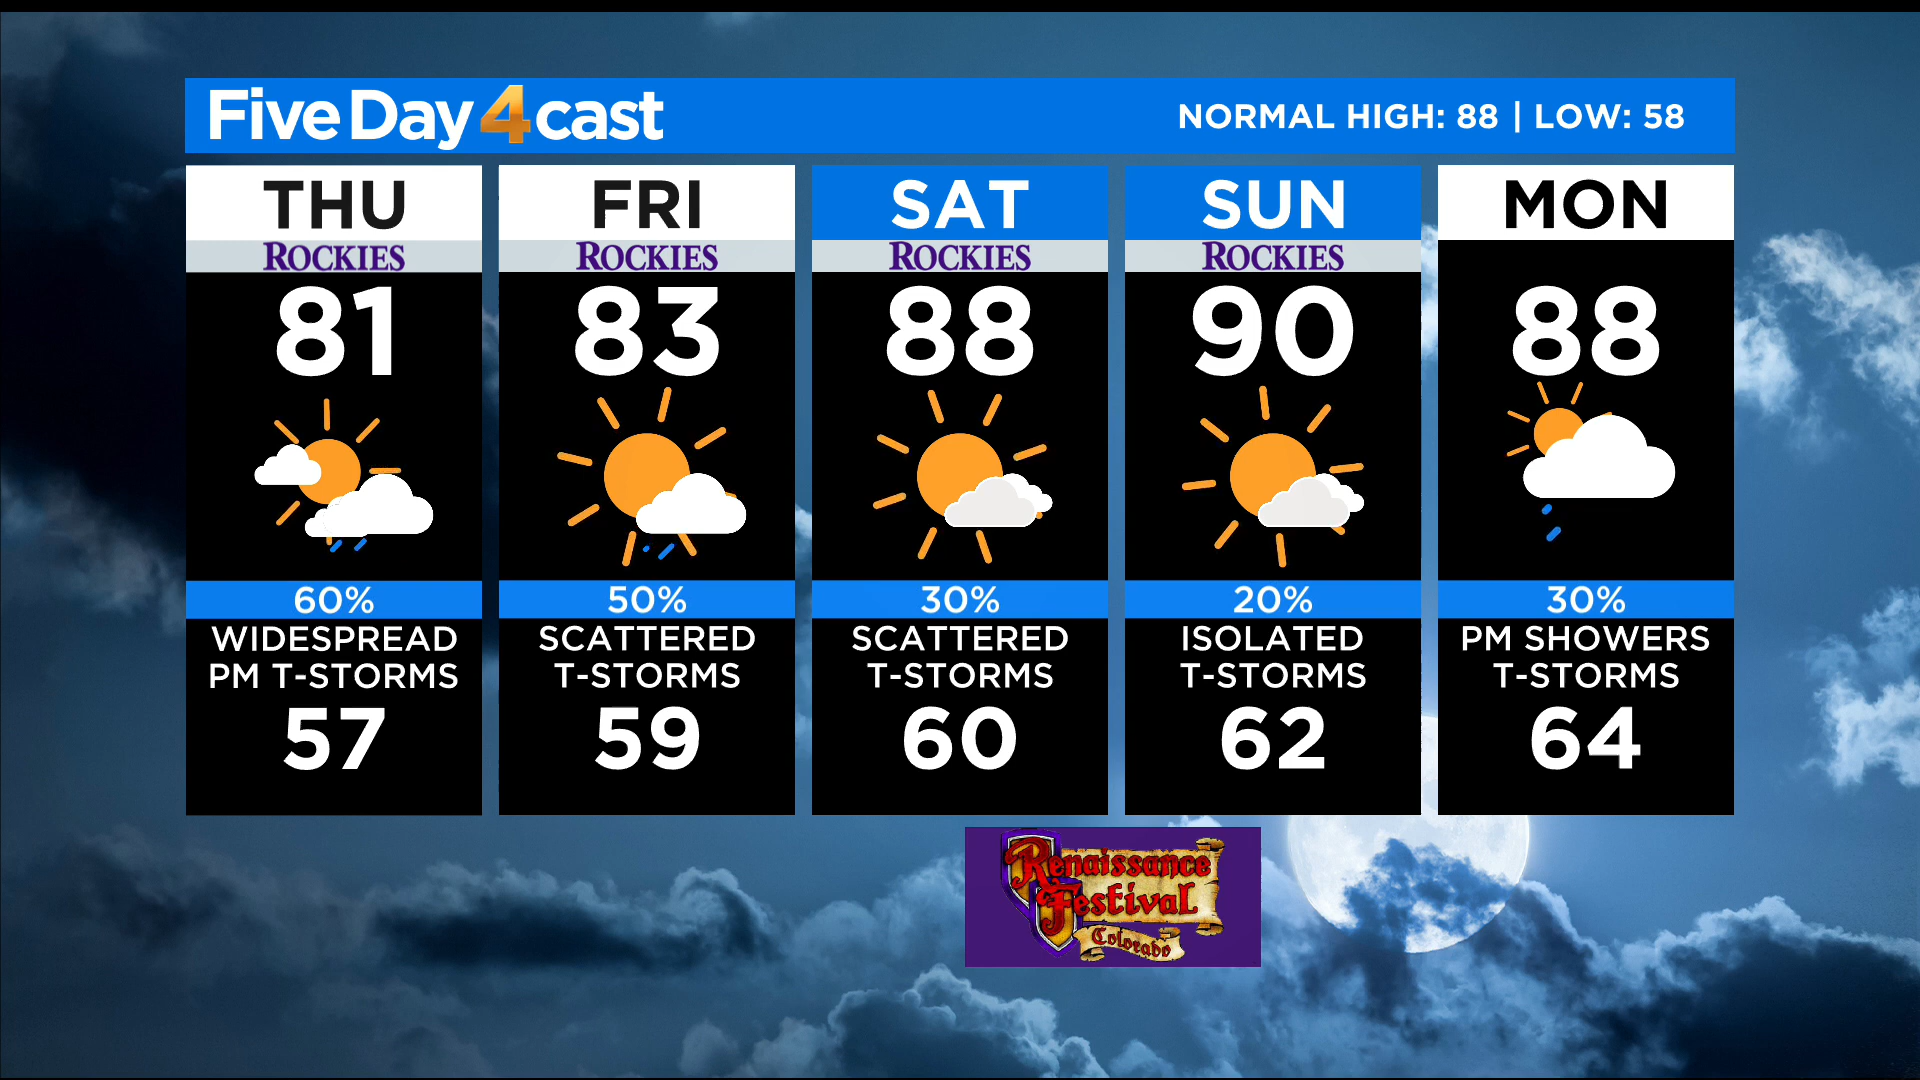 Five Day 4cast
NORMAL HIGH: 88 | LOW: 58
THU
ROCKIES
81
60%
WIDESPREAD
PM T-STORMS
57
FRI
ROCKIES
83
50%
SCATTERED
T-STORMS
59
SAT
ROCKIES
88
30%
SCATTERED
T-STORMS
60
SUN
ROCKIES
90
20%
ISOLATED
T-STORMS
62
MON
88
30%
PM SHOWERS
T-STORMS
64
Renaissance
Festival
Colorado